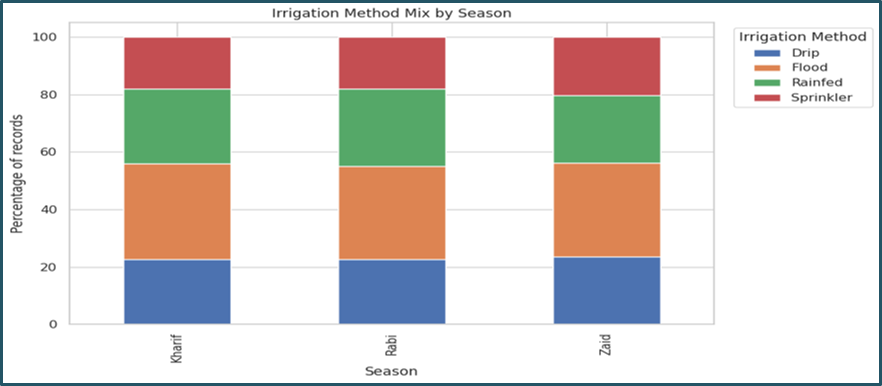 Irrigation Method Mix by Season
Percentage of records
100
80
60
40
20
0
Kharif
Rabi
Zaid
Season
Irrigation Method
Drip
Flood
Rainfed
Sprinkler